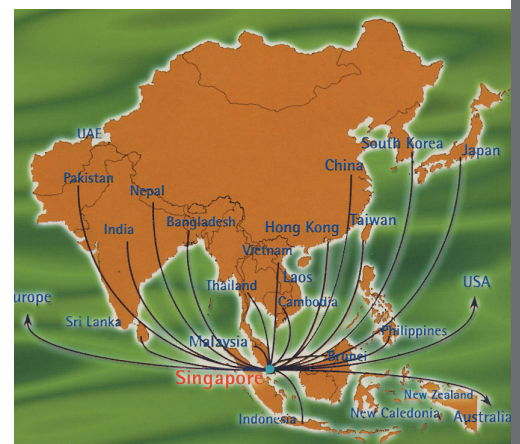 UAE
South Korea
Japan
China
Pakistan
Nepal
India
Bangladesh
Hong Kong
Taiwan
Vietnam
Laos
Thailand
Cambodia
USA
urope
Sri Lanka
Malaysia
Philippines
Brunei
Singapore
New Zealand
New Caledonia
Australia
Indonesia